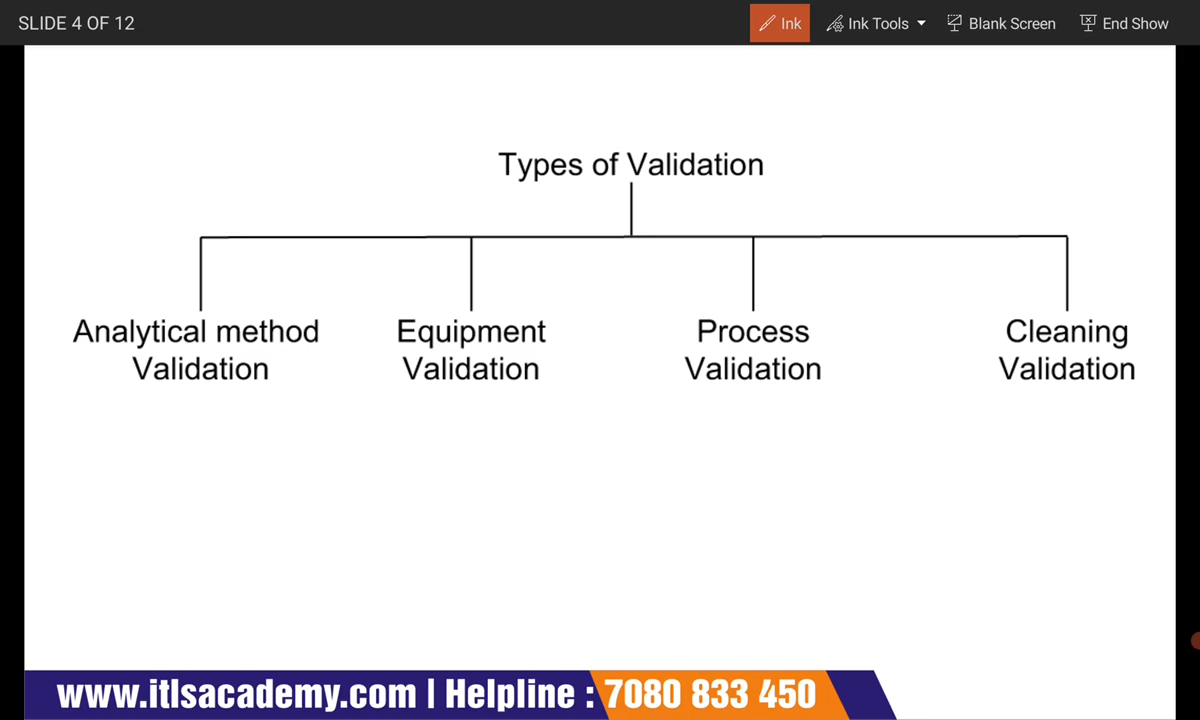 SLIDE 4 OF 12
Ink
Ink Tools
Blank Screen
End Show
Types of Validation
Analytical method
Validation
Equipment
Validation
Process
Validation
Cleaning
Validation
www.itlsacademy.com | Helpline : 7080 833 450